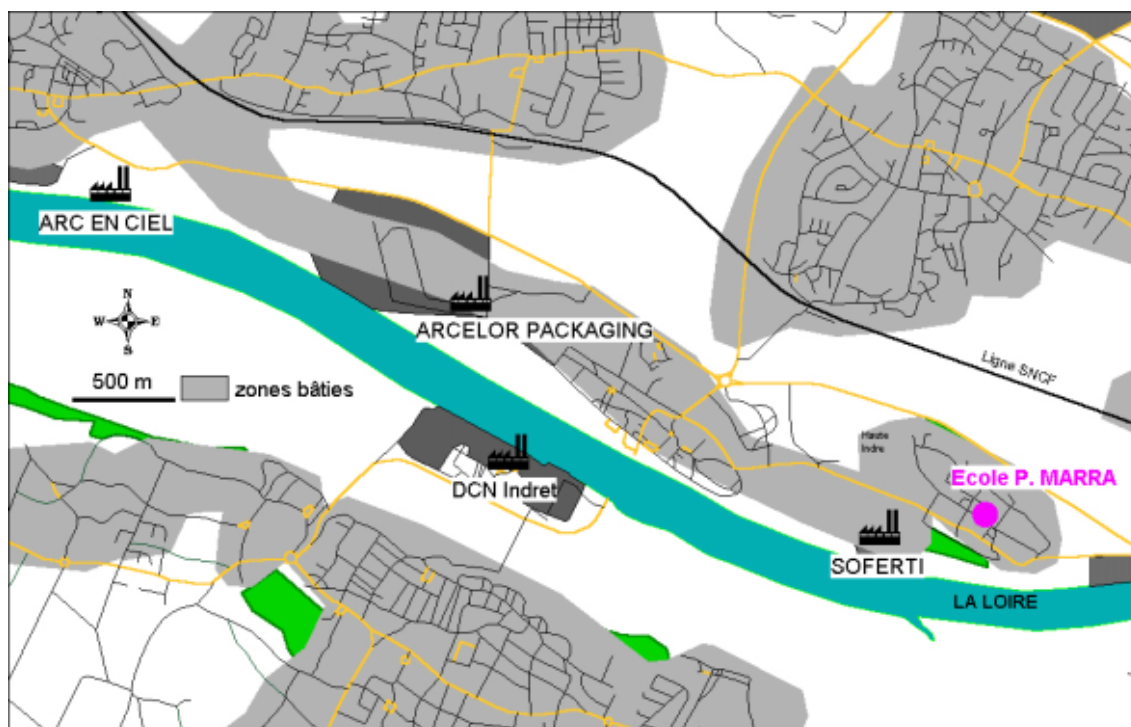 ARC EN CIEL
ARCELOR PACKAGING
N
W E
S
500 m
zones bâties
Ligne SNCF
Haute
Indre
Ecole P. MARRA
DCN Indret
SOFERTI
LA LOIRE